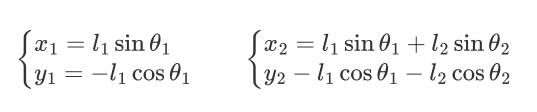 x₁ = l₁ sin θ₁
y₁ = −l₁ cos θ₁
x₂ = l₁ sin θ₁ + l₂ sin θ₂
y₂ − l₁ cos θ₁ − l₂ cos θ₂